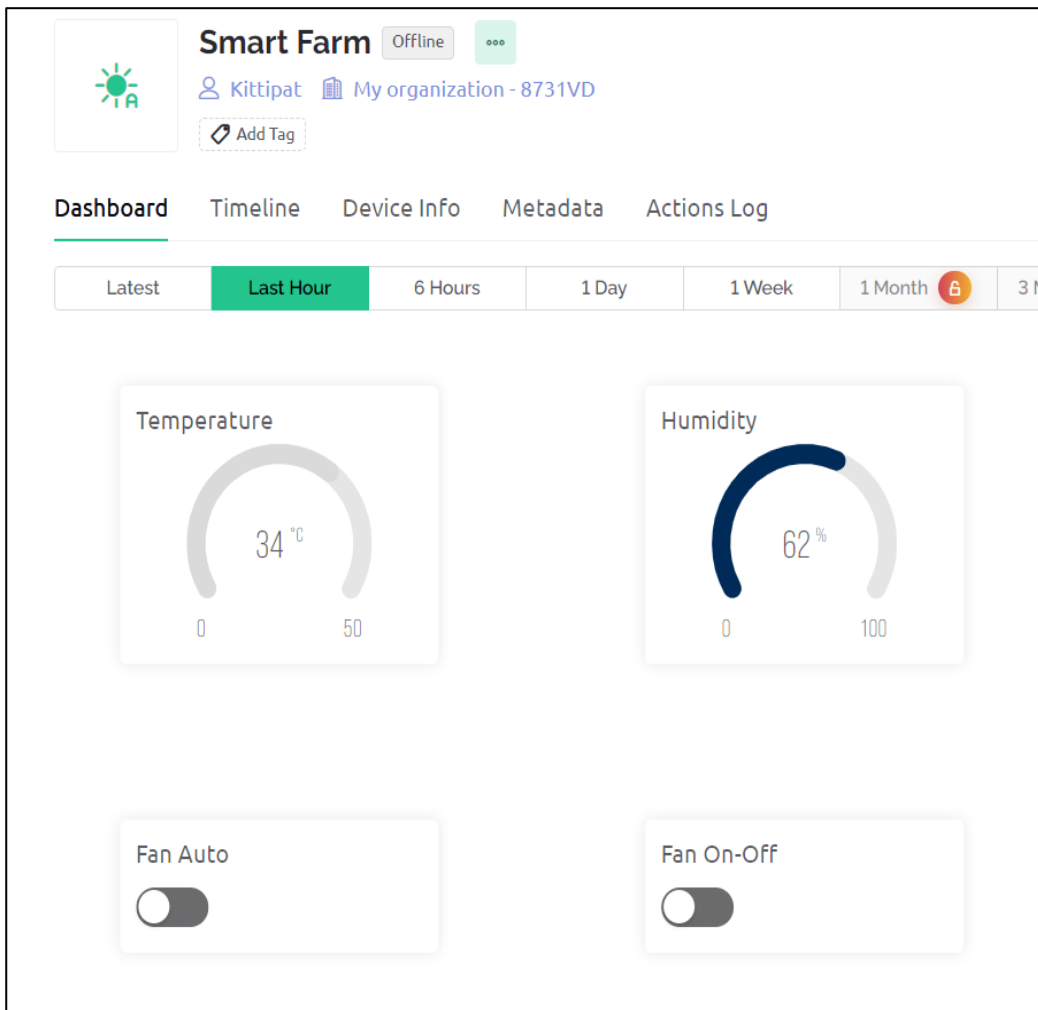 Smart Farm Offline
Kittipat My organization - 8731VD
Add Tag
Dashboard Timeline Device Info Metadata Actions Log
Latest Last Hour 6 Hours 1 Day 1 Week 1 Month 3
Temperature
34 °C
0 50
Humidity
62 %
0 100
Fan Auto
Fan On-Off